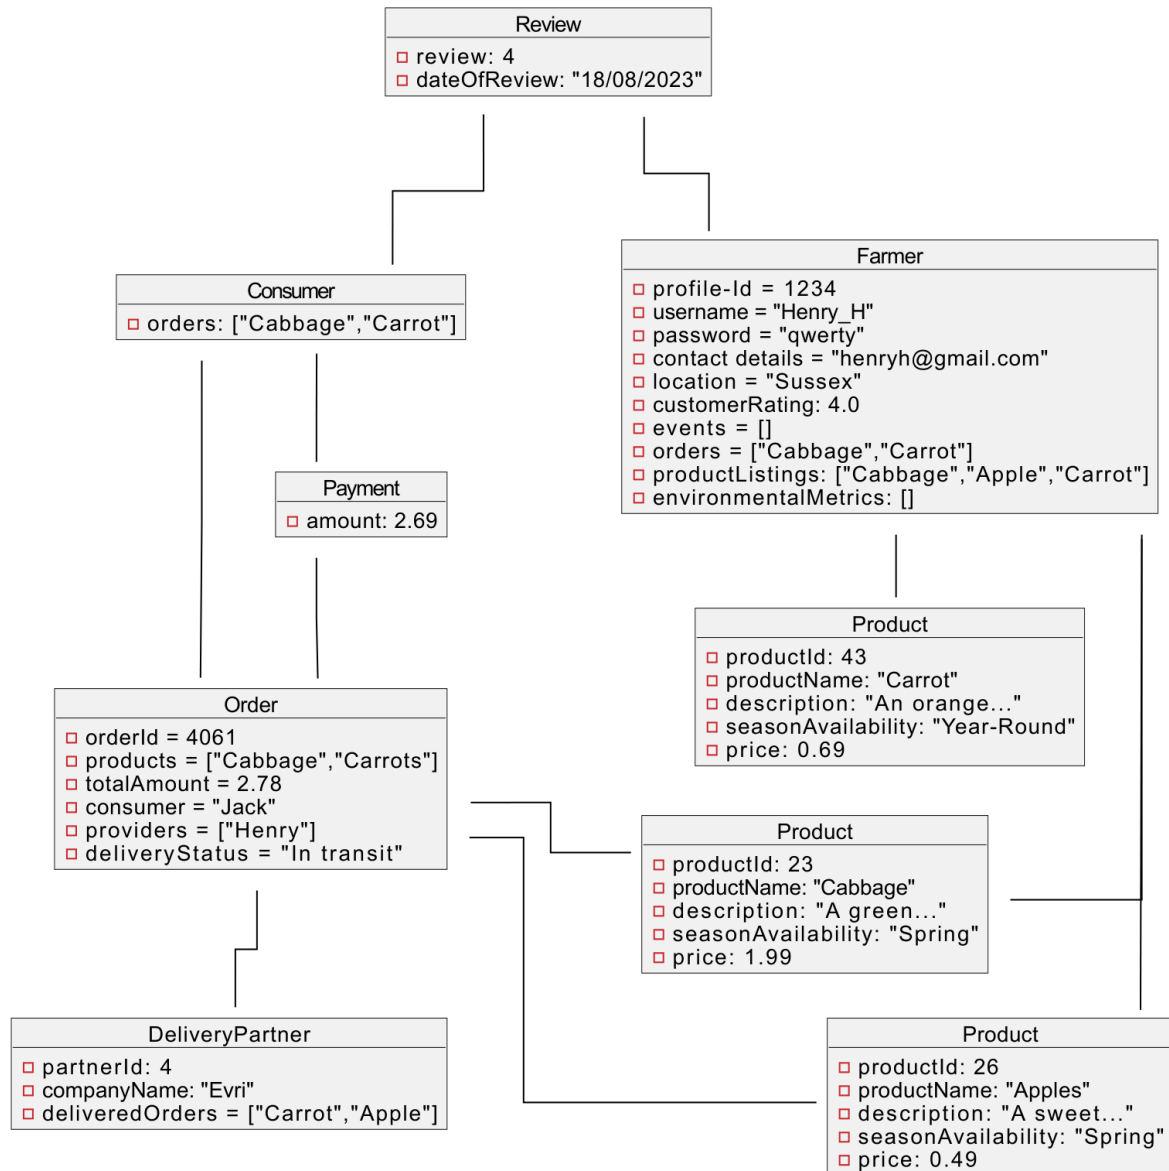 Review
review: 4
dateOfReview: "18/08/2023"
Consumer
orders: ["Cabbage","Carrot"]
Farmer
profile-Id = 1234
username = "Henry_H"
password = "qwerty"
contact details = "henryh@gmail.com"
location = "Sussex"
customerRating: 4.0
events = []
orders = ["Cabbage","Carrot"]
productListings: ["Cabbage","Apple","Carrot"]
environmentalMetrics: []
Payment
amount: 2.69
Product
productId: 43
productName: "Carrot"
description: "An orange..."
seasonAvailability: "Year-Round"
price: 0.69
Order
orderId = 4061
products = ["Cabbage","Carrots"]
totalAmount = 2.78
consumer = "Jack"
providers = ["Henry"]
deliveryStatus = "In transit"
Product
productId: 23
productName: "Cabbage"
description: "A green..."
seasonAvailability: "Spring"
price: 1.99
DeliveryPartner
partnerId: 4
companyName: "Evri"
deliveredOrders = ["Carrot","Apple"]
Product
productId: 26
productName: "Apples"
description: "A sweet..."
seasonAvailability: "Spring"
price: 0.49